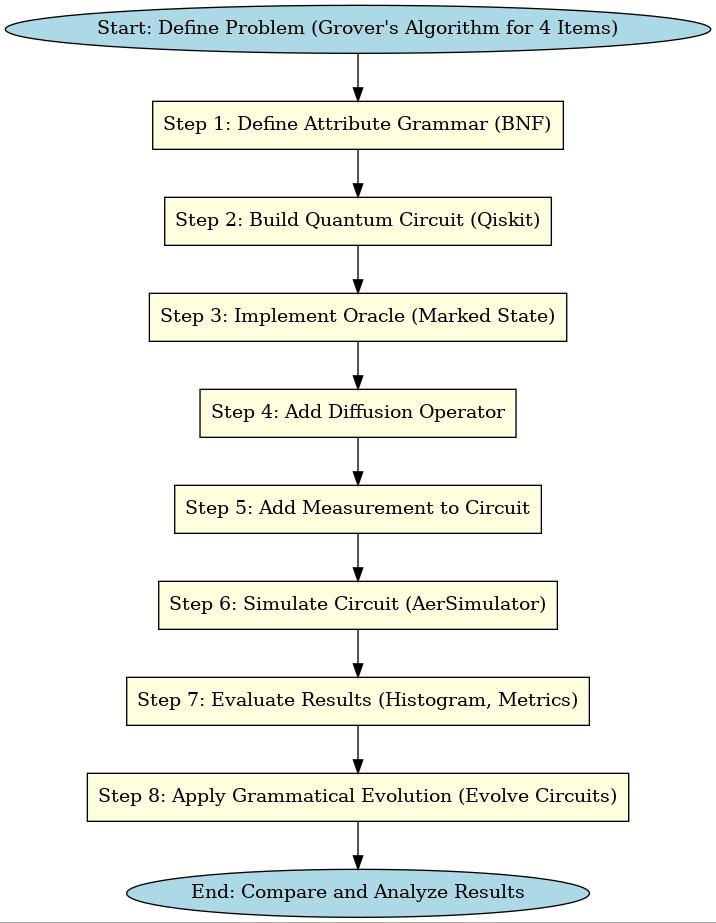 Start: Define Problem (Grover's Algorithm for 4 Items)
Step 1: Define Attribute Grammar (BNF)
Step 2: Build Quantum Circuit (Qiskit)
Step 3: Implement Oracle (Marked State)
Step 4: Add Diffusion Operator
Step 5: Add Measurement to Circuit
Step 6: Simulate Circuit (AerSimulator)
Step 7: Evaluate Results (Histogram, Metrics)
Step 8: Apply Grammatical Evolution (Evolve Circuits)
End: Compare and Analyze Results